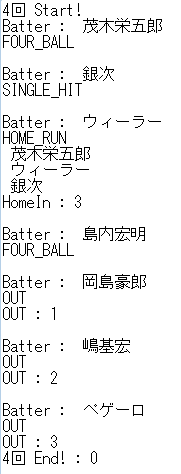 4回 Start!
Batter :　茂木栄五郎
FOUR_BALL
Batter :　銀次
SINGLE_HIT
Batter :　ウィーラー
HOME_RUN
茂木栄五郎
ウィーラー
銀次
HomeIn : 3
Batter :　島内宏明
FOUR_BALL
Batter :　岡島豪郎
OUT
OUT : 1
Batter :　嶋基宏
OUT
OUT : 2
Batter :　ペゲーロ
OUT
OUT : 3
4回 End! : 0